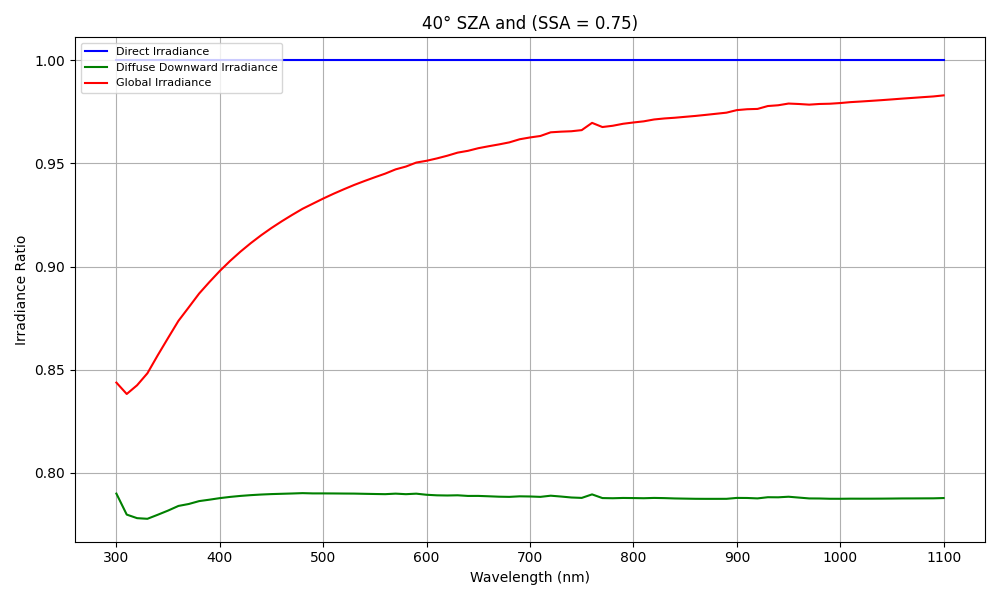 40° SZA and (SSA = 0.75)
Direct Irradiance
Diffuse Downward Irradiance
Global Irradiance
1.00
0.95
0.90
0.85
0.80
Irradiance Ratio
300 400 500 600 700 800 900 1000 1100
Wavelength (nm)